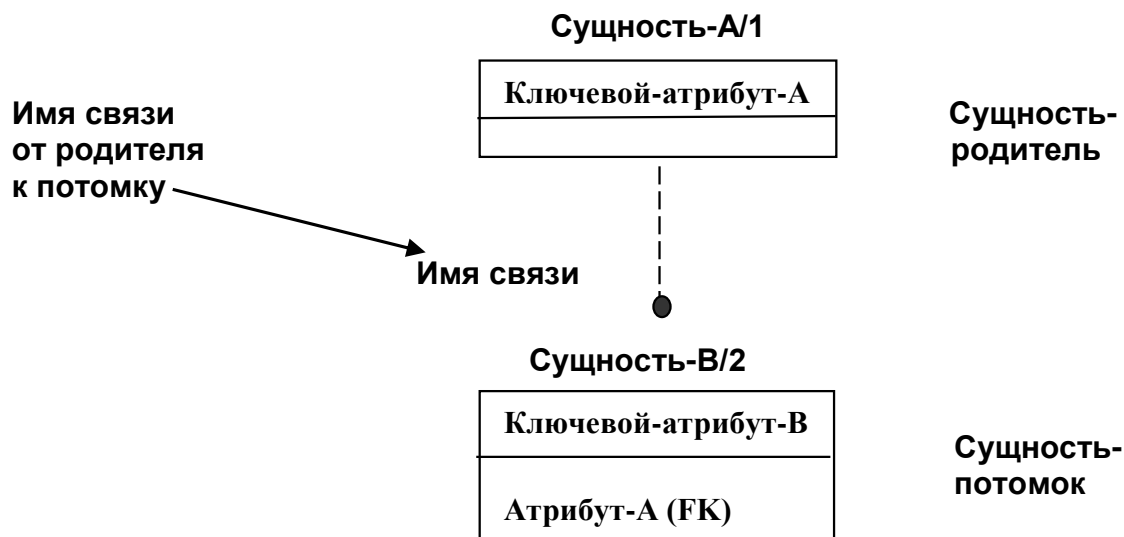 Сущность-А/1
Ключевой-атрибут-А
Имя связи
от родителя
к потомку
Сущность-
родитель
Имя связи
Сущность-В/2
Ключевой-атрибут-В
Сущность-
потомок
Атрибут-А (FK)